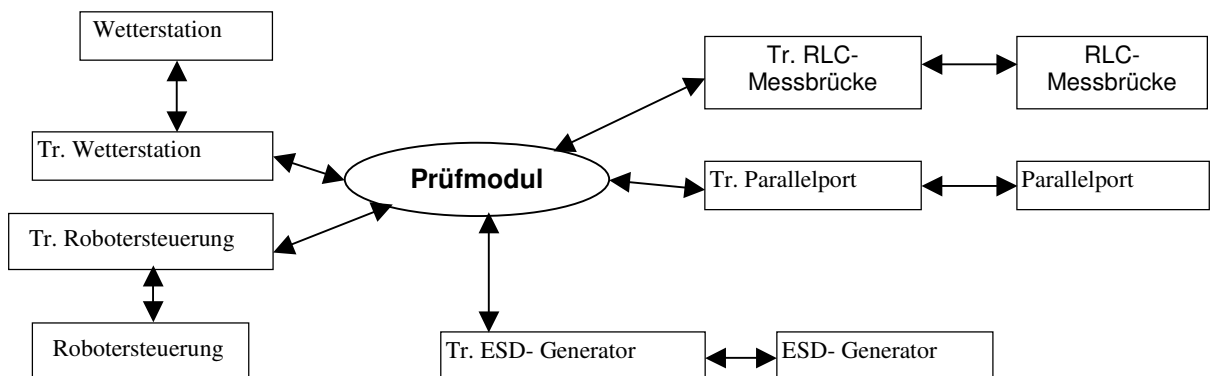 Wetterstation
Tr. RLC-
Messbrücke
RLC-
Messbrücke
Tr. Wetterstation
Prüfmodul
Tr. Parallelport
Parallelport
Tr. Robotersteuerung
Robotersteuerung
Tr. ESD- Generator
ESD- Generator